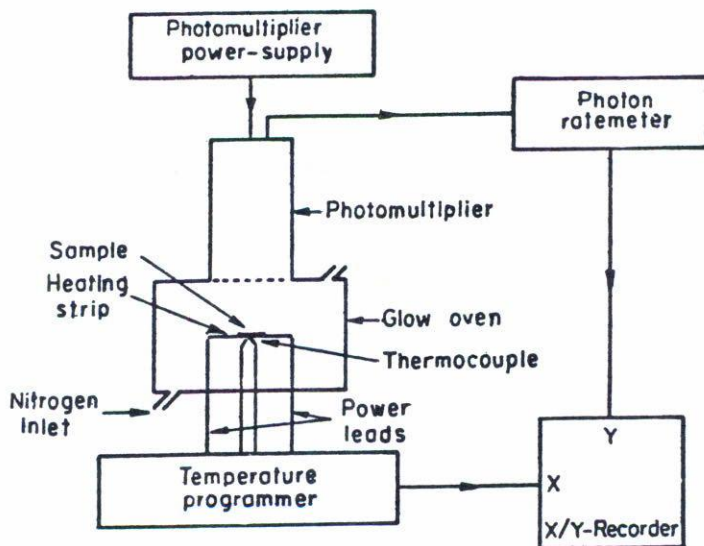 Photomultiplier
power-supply
Photon
ratemeter
Photomultiplier
Sample
Heating
strip
Glow oven
Thermocouple
Nitrogen
Inlet
Power
leads
Temperature
programmer
Y
X
X/Y-Recorder